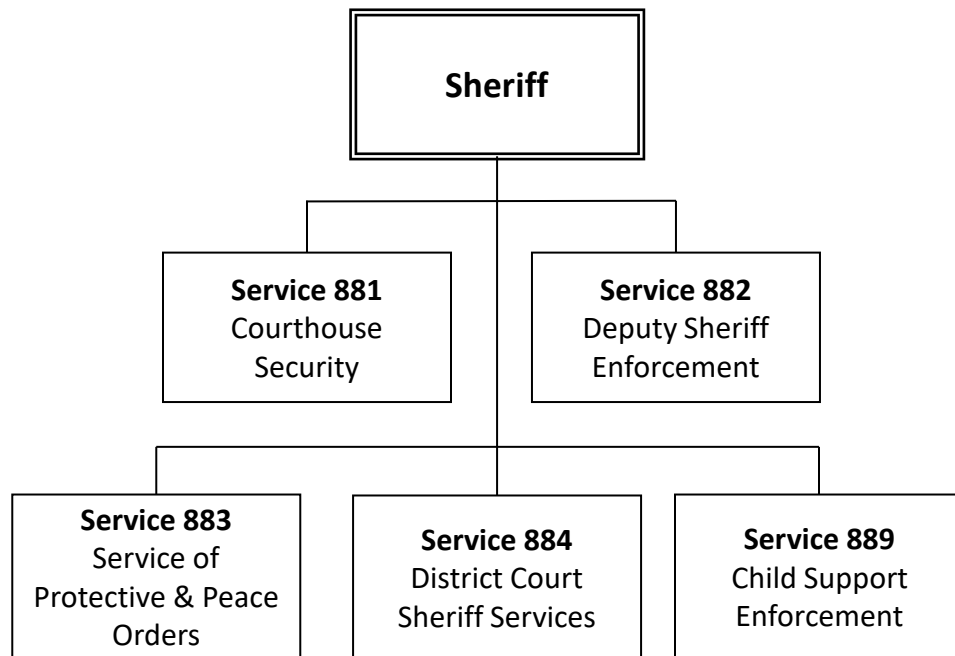 Sheriff
Service 881
Courthouse
Security
Service 882
Deputy Sheriff
Enforcement
Service 883
Service of
Protective & Peace
Orders
Service 884
District Court
Sheriff Services
Service 889
Child Support
Enforcement